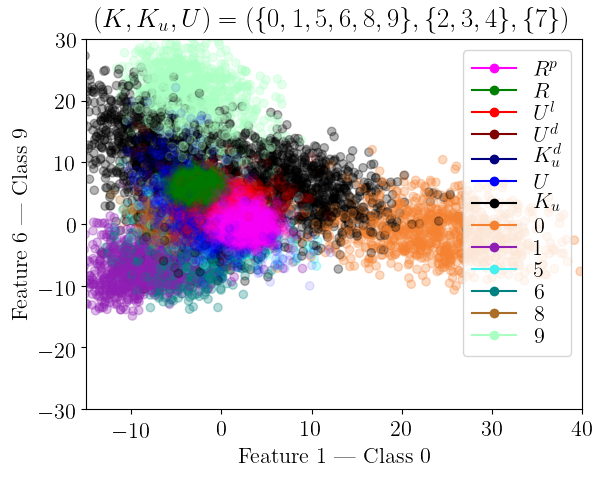 (K, K_u, U) = ({0, 1, 5, 6, 8, 9}, {2, 3, 4}, {7})
30
20
10
0
−10
−20
−30
Feature 6 — Class 9
R^p
R
U^l
U^d
K_u^d
U
K_u
0
1
5
6
8
9
−10
0
10
20
30
40
Feature 1 — Class 0